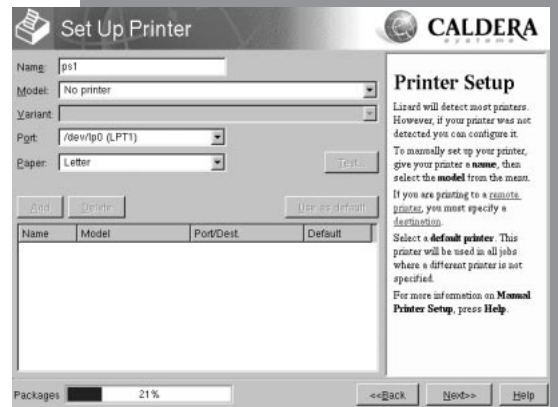 Set Up Printer
CALDERA
systems
Name: ps1
Model: No printer
Variant:
Port: /dev/lp0 (LPT1)
Paper: Letter
Test...
Add
Delete
Use as default
Name Model Port/Dest. Default
Printer Setup
Lizard will detect most printers.
However, if your printer was not
detected you can configure it.
To manually set up your printer,
give your printer a name, then
select the model from the menu.
If you are printing to a remote
printer, you must specify a
destination.
Select a default printer. This
printer will be used in all jobs
where a different printer is not
specified.
For more information on Manual
Printer Setup, press Help.
Packages 21%
<<Back
Next>>
Help